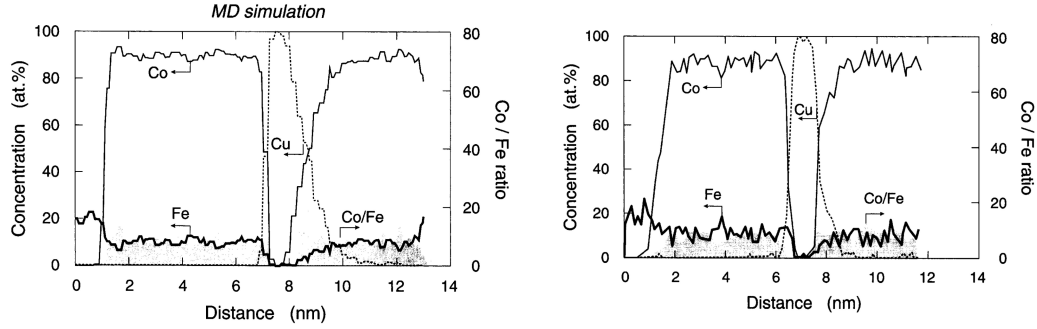 MD simulation
100
80
60
40
20
0
Concentration (at.%)
Co
Cu
Fe
Co/Fe
80
60
40
20
0
Co / Fe ratio
0 2 4 6 8 10 12 14
Distance (nm)
100
80
60
40
20
0
Concentration (at.%)
Co
Cu
Fe
Co/Fe
80
60
40
20
0
Co / Fe ratio
0 2 4 6 8 10 12 14
Distance (nm)